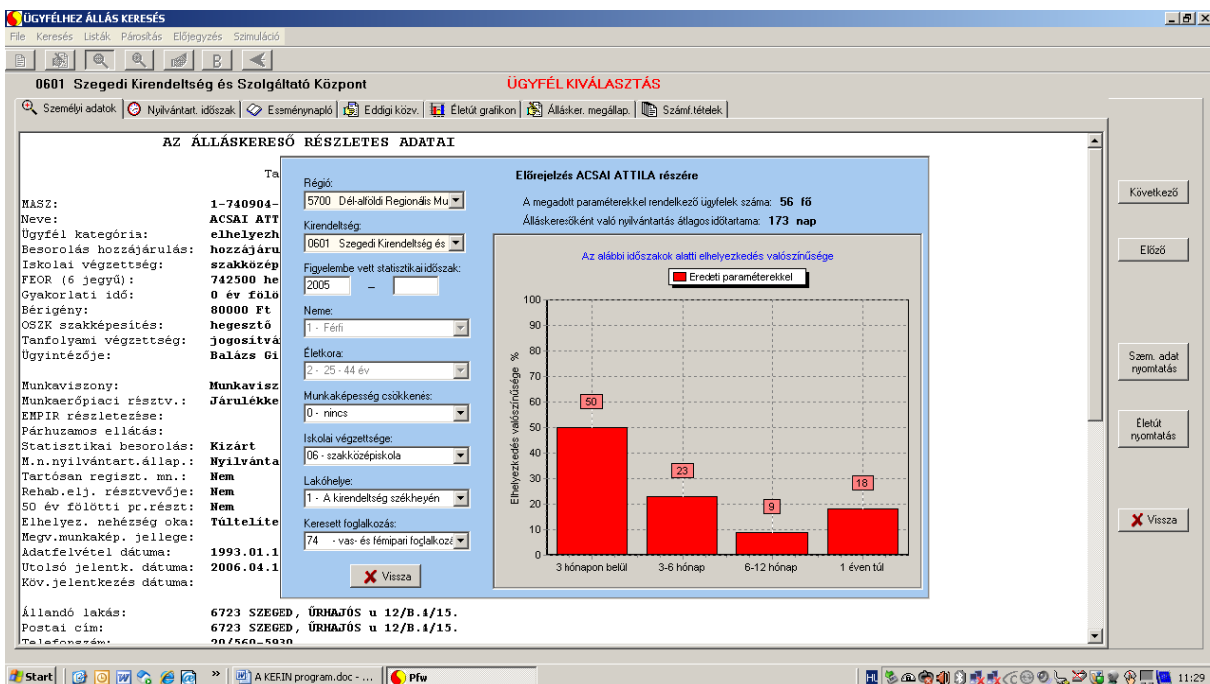 ÜGYFÉLHEZ ÁLLÁS KERESÉS
File Keresés Listák Párosítás Előjegyzés Szimuláció
B
0601 Szegedi Kirendeltség és Szolgáltató Központ ÜGYFÉL KIVÁLASZTÁS
Személyi adatok Nyilvántart. időszak Eseménynapló Eddigi közv. Életút grafikon Állásker. megállap. Számf.tételek
AZ ÁLLÁSKERESŐ RÉSZLETES ADATAI
Ta
MASZ: 1-740904-
Neve: ACSAI ATT
Ügyfél kategória: elhelyezh
Besorolás hozzájárulás: hozzájáru
Iskolai végzettség: szakközép
FEOR (6 jegyű): 742500 he
Gyakorlati idő: 0 év fölö
Bérigény: 80000 Ft
OSZK szakképesítés: hegesztő
Tanfolyami végzettség: jogosítvá
Ügyintézője: Balázs Gi
Munkaviszony: Munkavisz
Munkaerőpiaci résztv.: Járulékke
EMPIR részletezése:
Párhuzamos ellátás:
Statisztikai besorolás: Kizárt
M.n.nyilvántart.állap.: Nyilvánta
Tartósan regiszt. mn.: Nem
Rehab.elj. résztvevője: Nem
50 év fölötti pr.részt: Nem
Elhelyez. nehézség oka: Túltelíte
Megv.munkakép. jellege:
Adatfelvétel dátuma: 1993.01.1
Utolsó jelentk. dátuma: 2006.04.1
Köv.jelentkezés dátuma:
Állandó lakás: 6723 SZEGED, ŰRHAJÓS u 12/B.4/15.
Postai cím: 6723 SZEGED, ŰRHAJÓS u 12/B.4/15.
Telefonszám: 20/560-5930
Régió:
5700 Dél-alföldi Regionális Mu
Kirendeltség:
0601 Szegedi Kirendeltség és
Figyelembe vett statisztikai időszak:
2005 –
Neme:
1 - Férfi
Életkora:
2 - 25 - 44 év
Munkaképesség csökkenés:
0 - nincs
Iskolai végzettsége:
06 - szakközépiskola
Lakóhelye:
1 - A kirendeltség székhelyén
Keresett foglalkozás:
74 - vas- és fémipari foglalkozá
Vissza
Előrejelzés ACSAI ATTILA részére
A megadott paraméterekkel rendelkező ügyfelek száma: 56 fő
Álláskeresőként való nyilvántartás átlagos időtartama: 173 nap
Az alábbi időszakok alatti elhelyezkedés valószínűsége
Eredeti paraméterekkel
Elhelyezkedés valószínűsége %
100
90
80
70
60
50
40
30
20
10
0
50
23
9
18
3 hónapon belül 3-6 hónap 6-12 hónap 1 éven túl
Következő
Előző
Szem. adat
nyomtatás
Életút
nyomtatás
Vissza
Start » A KEFIN program.doc - ... Pfw HU 11:29